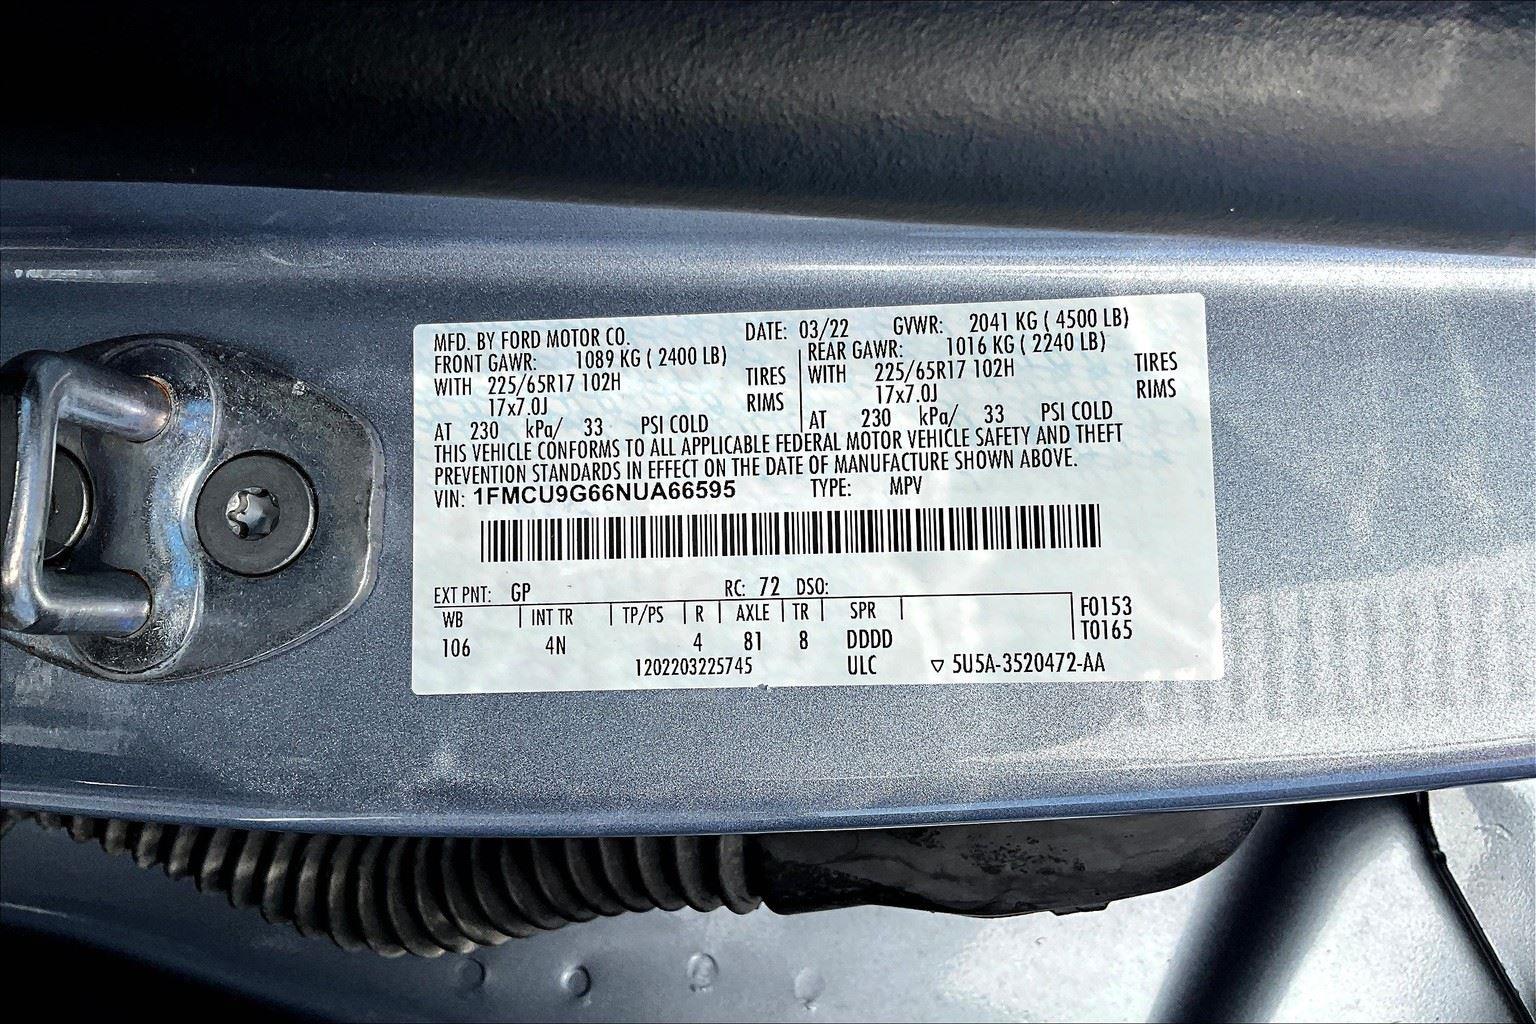 MFD. BY FORD MOTOR CO. DATE: 03/22 GVWR: 2041 KG ( 4500 LB)
FRONT GAWR: 1089 KG ( 2400 LB) REAR GAWR: 1016 KG ( 2240 LB)
WITH 225/65R17 102H TIRES WITH 225/65R17 102H TIRES
17x7.0J RIMS 17x7.0J RIMS
AT 230 kPa/ 33 PSI COLD AT 230 kPa/ 33 PSI COLD
THIS VEHICLE CONFORMS TO ALL APPLICABLE FEDERAL MOTOR VEHICLE SAFETY AND THEFT
PREVENTION STANDARDS IN EFFECT ON THE DATE OF MANUFACTURE SHOWN ABOVE.
VIN: 1FMCU9G66NUA66595 TYPE: MPV
EXT PNT: GP RC: 72 DSO:
WB INT TR TP/PS R AXLE TR SPR F0153
106 4N 4 81 8 DDDD T0165
1202203225745 ULC ▽ 5U5A-3520472-AA